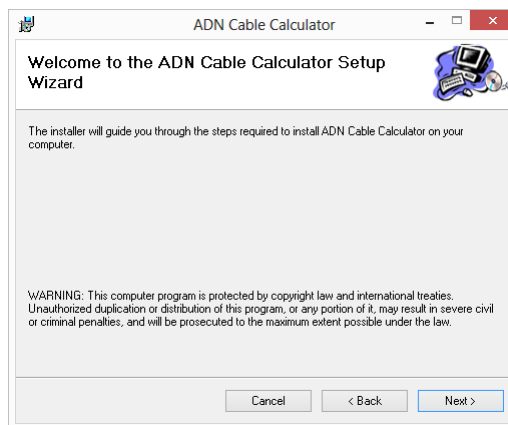 ADN Cable Calculator
Welcome to the ADN Cable Calculator Setup
Wizard
The installer will guide you through the steps required to install ADN Cable Calculator on your
computer.
WARNING: This computer program is protected by copyright law and international treaties.
Unauthorized duplication or distribution of this program, or any portion of it, may result in severe civil
or criminal penalties, and will be prosecuted to the maximum extent possible under the law.
Cancel
< Back
Next >